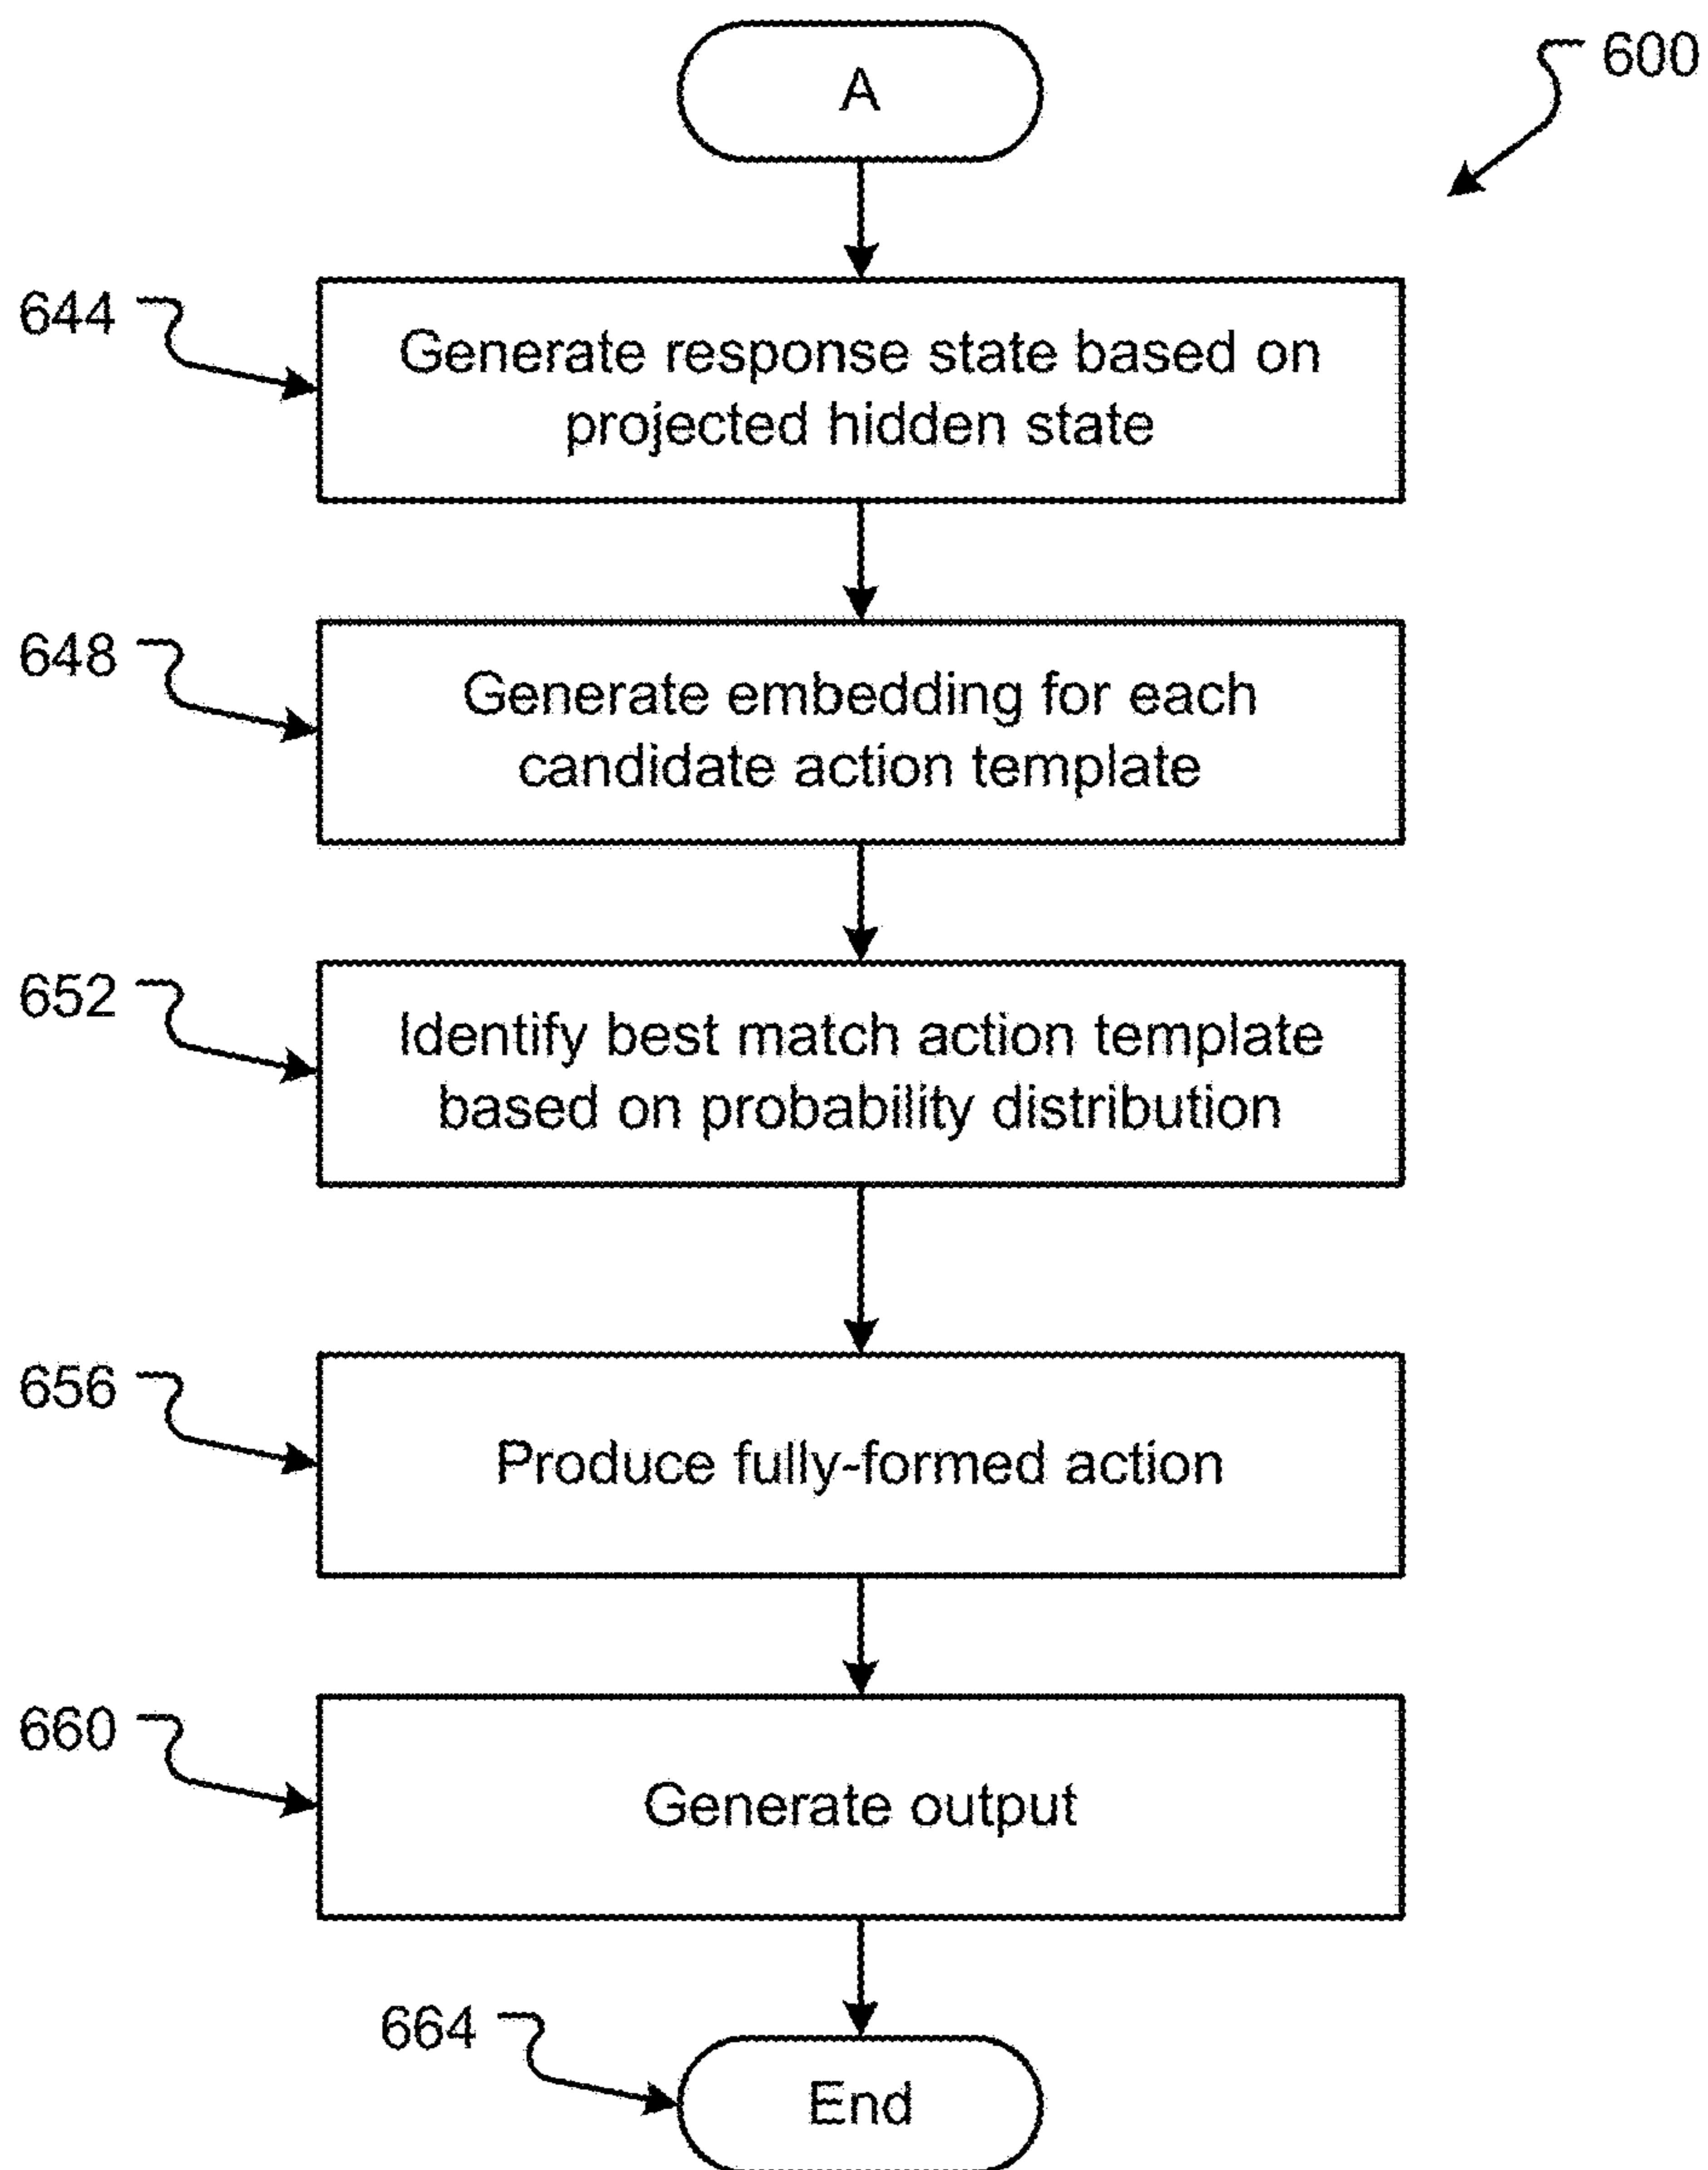 A
600
644
Generate response state based on
projected hidden state
648
Generate embedding for each
candidate action template
652
Identify best match action template
based on probability distribution
656
Produce fully-formed action
660
Generate output
664
End